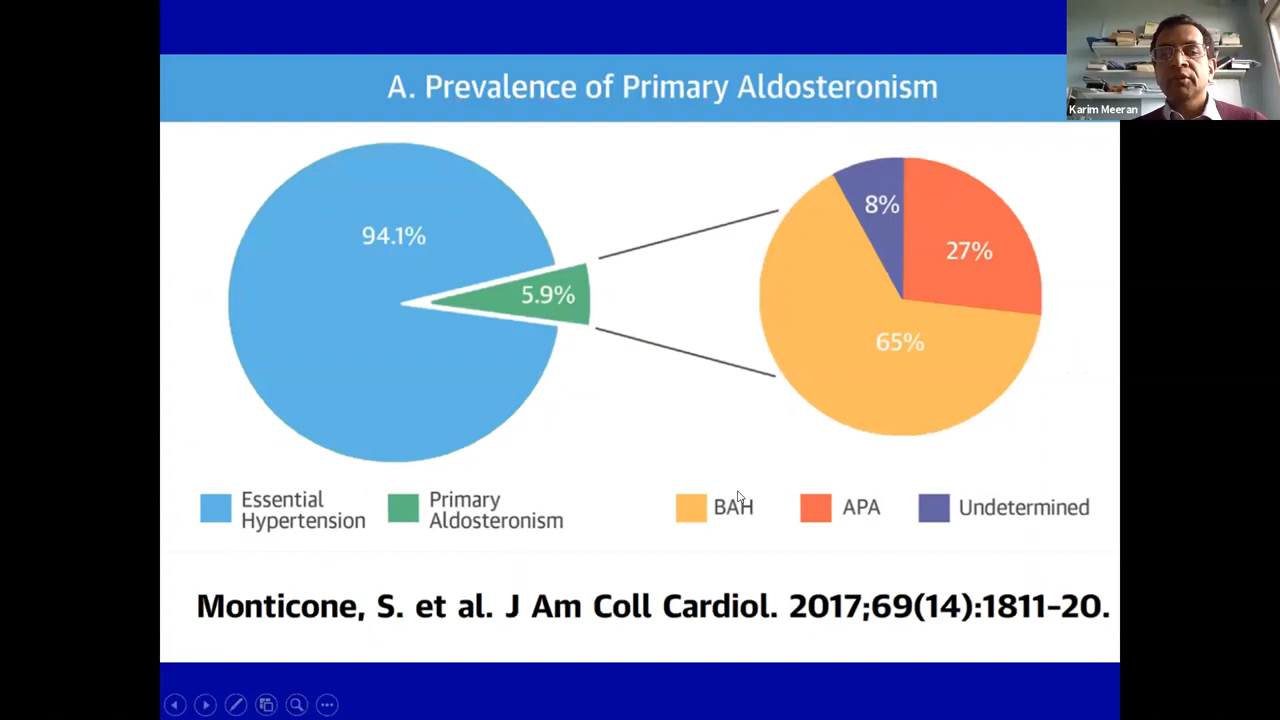 A. Prevalence of Primary Aldosteronism
Karim Meeran
94.1%
5.9%
8%
27%
65%
Essential
Hypertension
Primary
Aldosteronism
BAH
APA
Undetermined
Monticone, S. et al. J Am Coll Cardiol. 2017;69(14):1811-20.